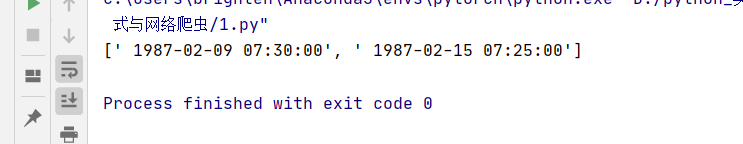 C:\Users\brighten\Anaconda3\envs\pytorch\python.exe "D:/python_
式与网络爬虫/1.py"
[' 1987-02-09 07:30:00', ' 1987-02-15 07:25:00']
Process finished with exit code 0